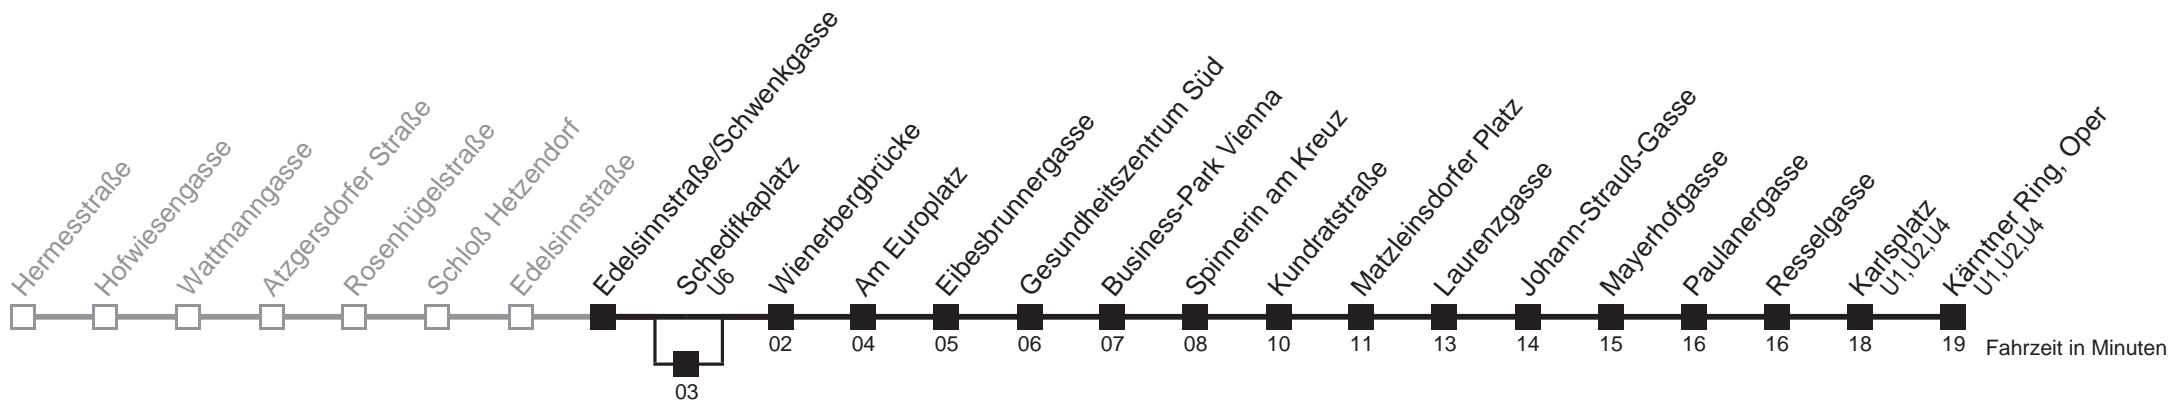 Hermesstraße
Hofwiesengasse
Wattmanngasse
Atzgersdorfer Straße
Rosenhügelstraße
Schloß Hetzendorf
Edelsinnstraße
Edelsinnstraße/Schwenkgasse
Schedifkaplatz
U6
Wienerbergbrücke
Am Europlatz
Eibesbrunnergasse
Gesundheitszentrum Süd
Business-Park Vienna
Spinnerin am Kreuz
Kundratstraße
Matzleinsdorfer Platz
Laurenzgasse
Johann-Strauß-Gasse
Mayerhofgasse
Paulanergasse
Resselgasse
Karlsplatz
U1,U2,U4
Kärntner Ring, Oper
U1,U2,U4
02 04 05 06 07 08 10 11 13 14 15 16 16 18 19 Fahrzeit in Minuten
03